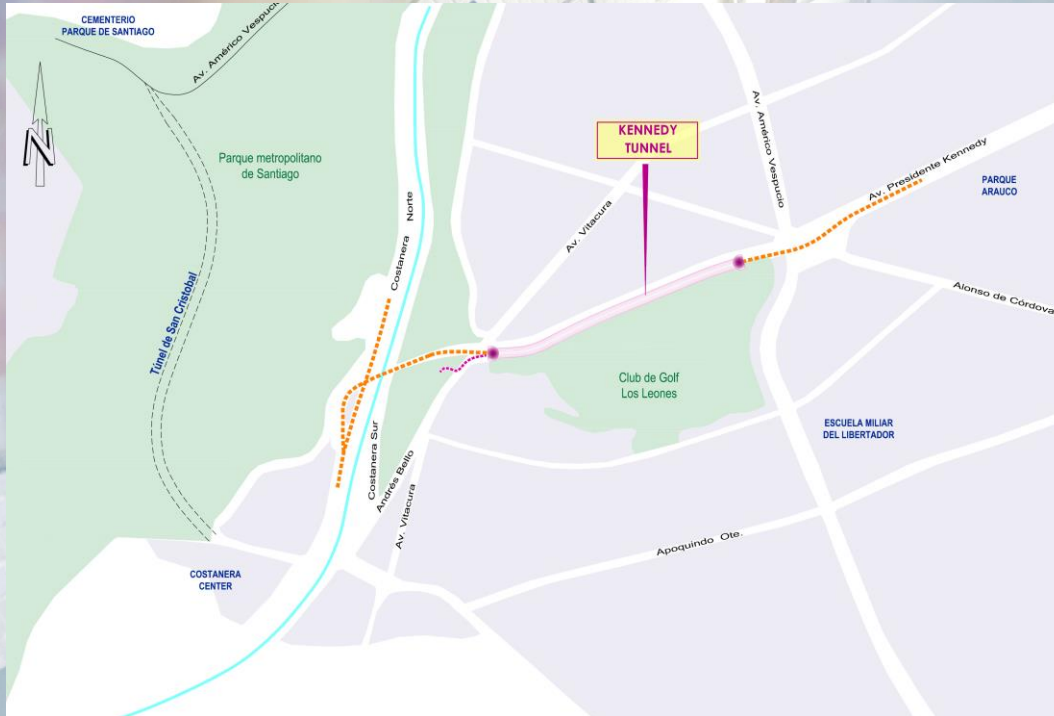 CEMENTERIO
PARQUE DE SANTIAGO
Av. Américo Vespucio
N
Parque metropolitano
de Santiago
Túnel de San Cristobal
Costanera Norte
KENNEDY
TUNNEL
Av. Vitacura
Av. Américo Vespucio
Av. Presidente Kennedy
PARQUE
ARAUCO
Alonso de Córdova
Club de Golf
Los Leones
ESCUELA MILIAR
DEL LIBERTADOR
Costanera Sur
Andrés Bello
Av. Vitacura
Apoquindo Ote.
COSTANERA
CENTER